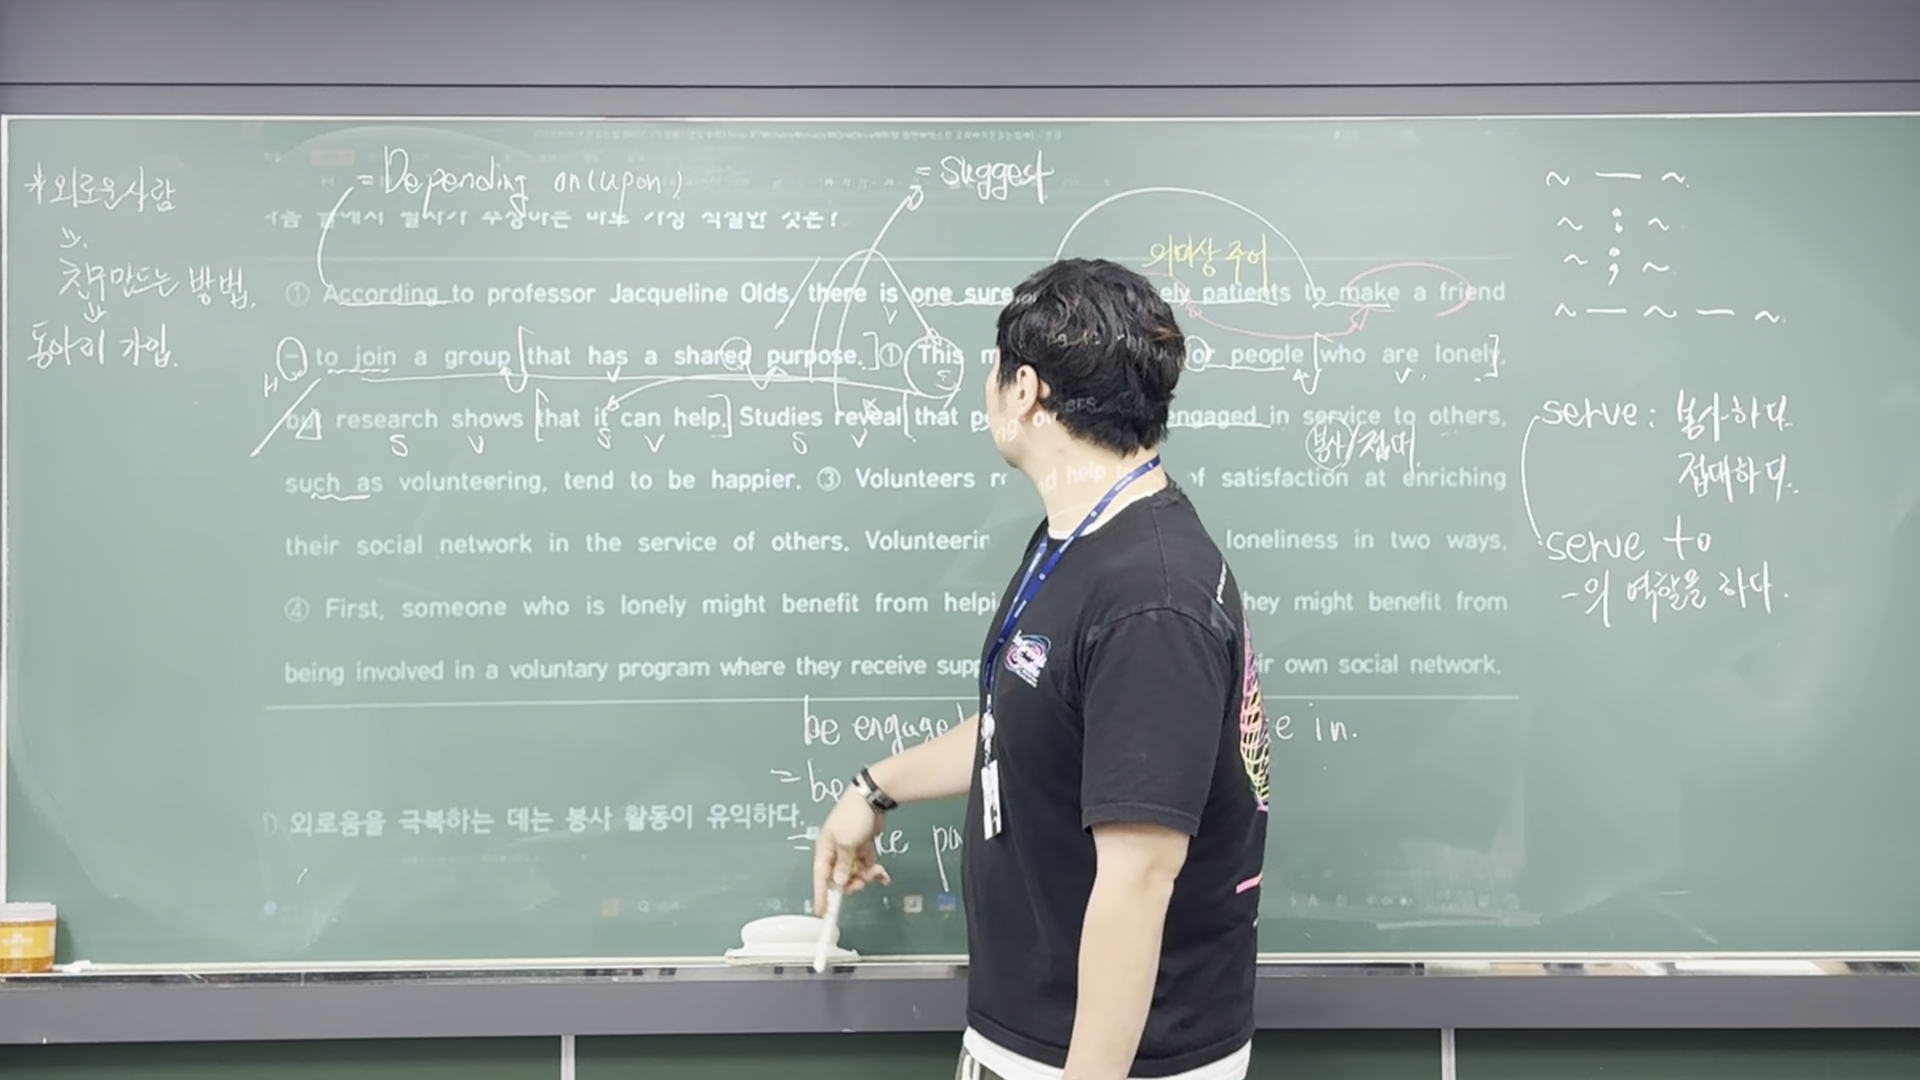 *외로운사람
친구만드는 방법.
동아리 가입.
= Depending on(upon)
= Suggest
의미상 주어
① According to professor Jacqueline Olds, there is one sure ely patients to make a friend
- to join a group [that has a shared purpose.] ① This m for people [who are lonely],
but research shows [that it can help.] Studies reveal [that engaged in service to others,
S V S V S V 봉사/접대
such as volunteering, tend to be happier. ③ Volunteers of satisfaction at enriching
their social network in the service of others. Volunteerin loneliness in two ways.
④ First, someone who is lonely might benefit from helpi they might benefit from
being involved in a voluntary program where they receive supp ir own social network.
be engage e in.
= be
= ke pa
1) 외로움을 극복하는 데는 봉사 활동이 유익하다.
~ — ~
~ : ~
~ ; ~
~ — ~ — ~
serve : 봉사하다
접대하다.
serve to
-의 역할을 하다.